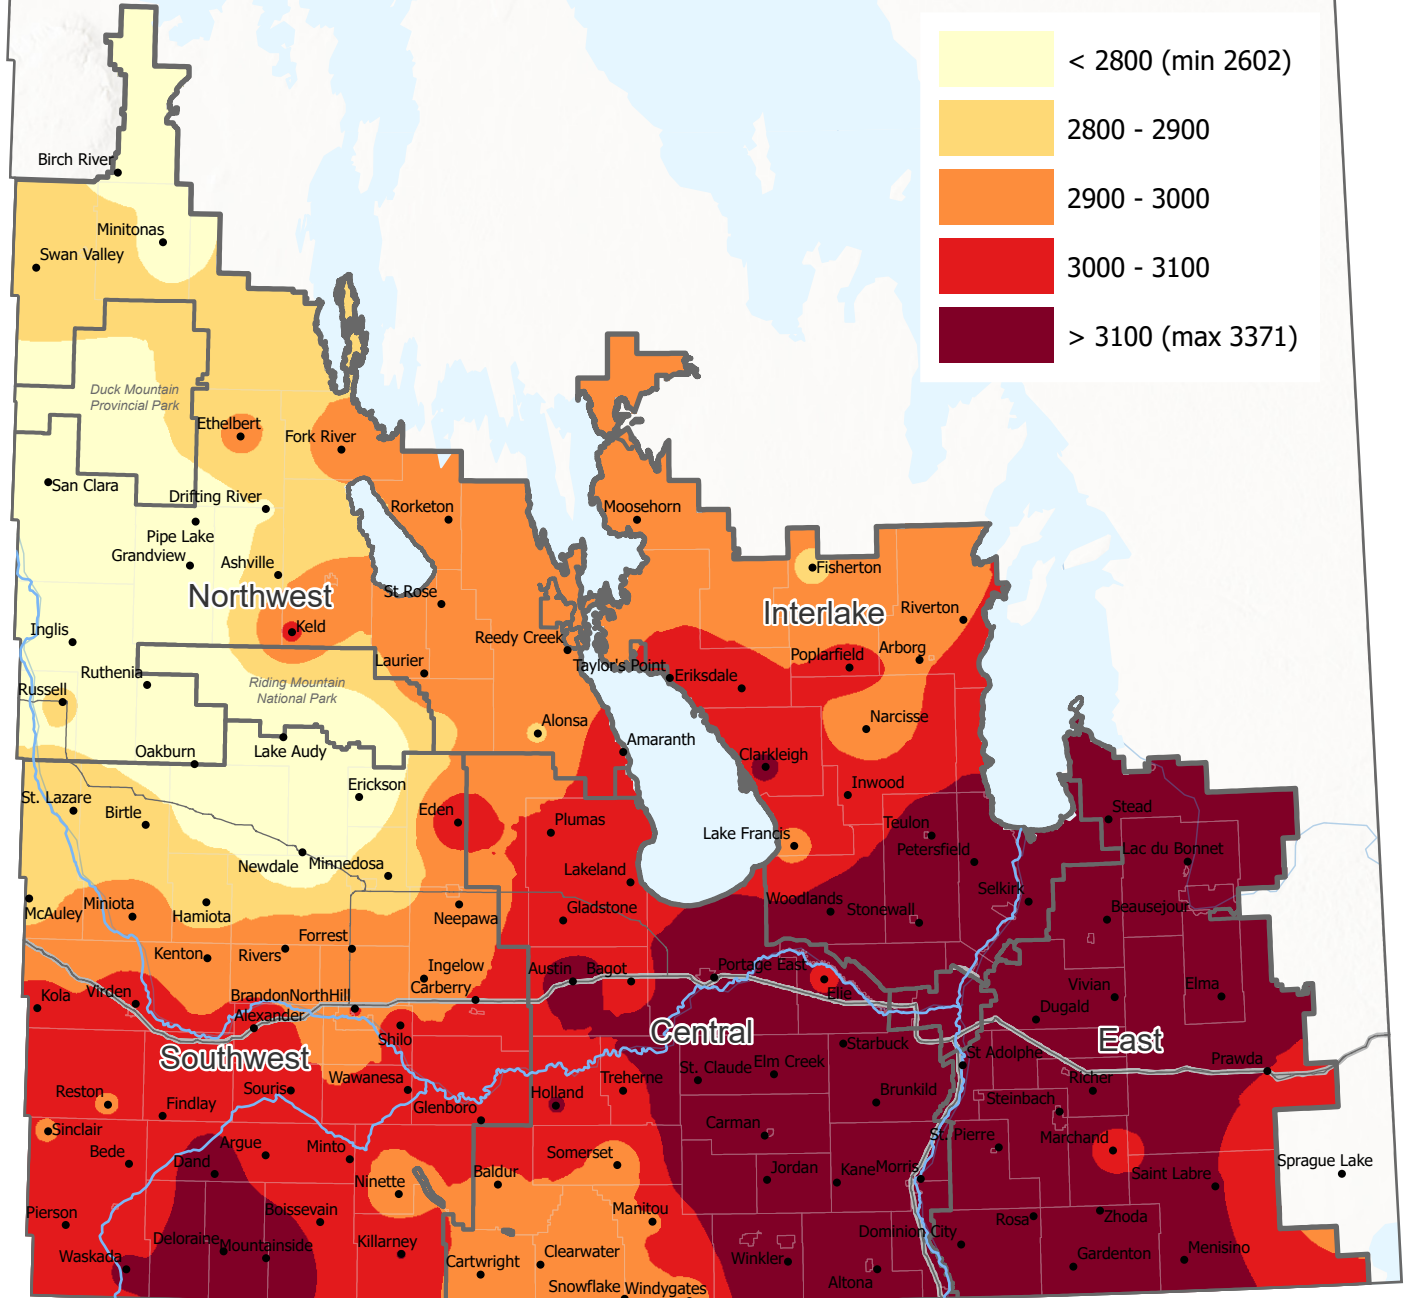 < 2800 (min 2602)
2800 - 2900
2900 - 3000
3000 - 3100
> 3100 (max 3371)
Birch River
Minitonas
Swan Valley
Duck Mountain
Provincial Park
Ethelbert
Fork River
San Clara
Drifting River
Rorketon
Moosehorn
Pipe Lake
Grandview
Ashville
Fisherton
Northwest
St Rose
Interlake
Riverton
Inglis
Keld
Reedy Creek
Arborg
Poplarfield
Laurier
Taylor's Point
Eriksdale
Ruthenia
Riding Mountain
National Park
Russell
Alonsa
Narcisse
Oakburn
Lake Audy
Amaranth
Clarkleigh
Erickson
Inwood
St. Lazare
Birtle
Eden
Plumas
Stead
Teulon
Lake Francis
Petersfield
Lac du Bonnet
Newdale
Minnedosa
Lakeland
Selkirk
McAuley
Miniota
Hamiota
Neepawa
Gladstone
Woodlands
Stonewall
Beausejour
Forrest
Kenton
Rivers
Ingelow
Austin
Bagot
Portage East
Carberry
Elie
Vivian
Elma
Kola
Virden
BrandonNorthHill
Dugald
Alexander
Shilo
Central
Starbuck
East
Southwest
St Adolphe
Prawda
St. Claude
Elm Creek
Wawanesa
Treherne
Richer
Reston
Souris
Holland
Brunkild
Steinbach
Findlay
Glenboro
Sinclair
Carman
St. Pierre
Marchand
Argue
Minto
Bede
Dand
Somerset
Baldur
Jordan
Kane
Morris
Saint Labre
Sprague Lake
Ninette
Pierson
Boissevain
Manitou
Rosa
Zhoda
Deloraine
Mountainside
Killarney
Dominion City
Waskada
Cartwright
Clearwater
Winkler
Gardenton
Menisino
Altona
Snowflake
Windygates